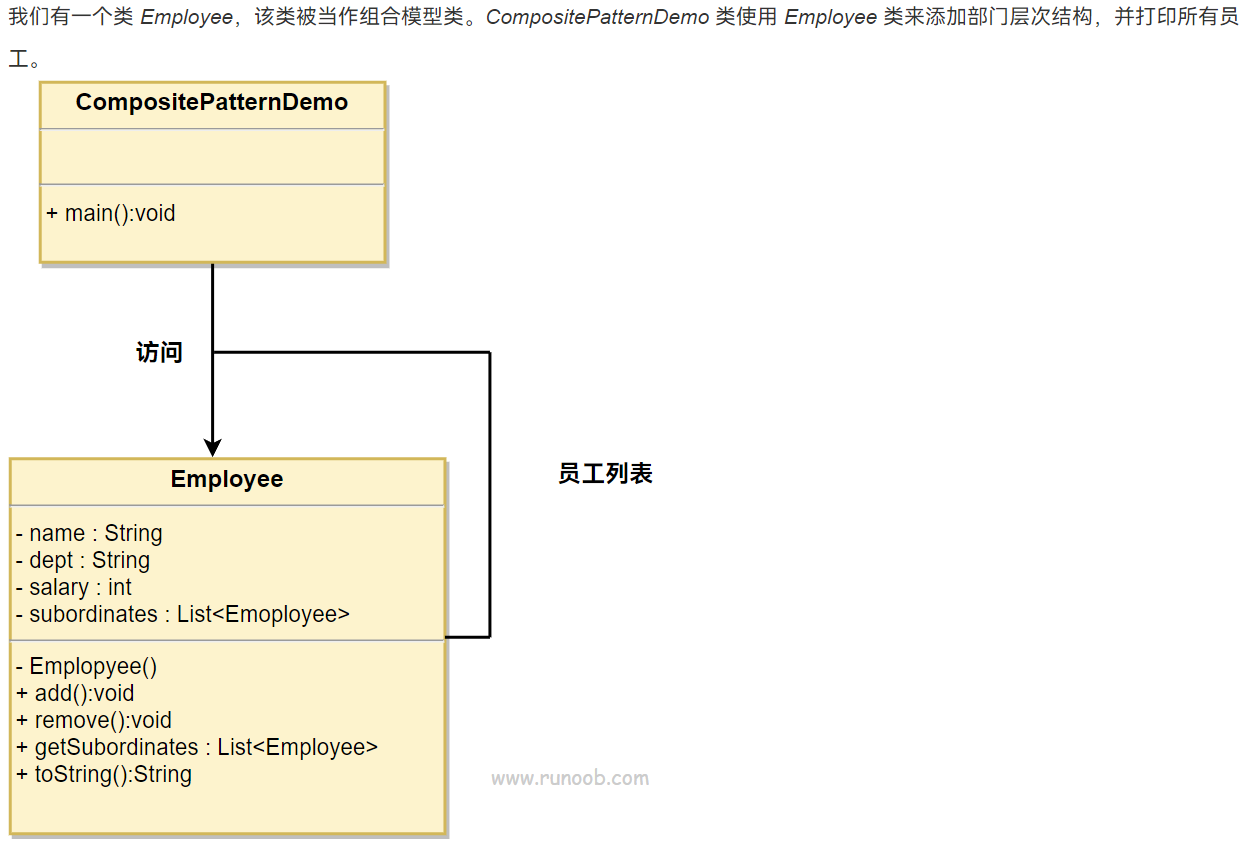 我们有一个类 Employee，该类被当作组合模型类。CompositePatternDemo 类使用 Employee 类来添加部门层次结构，并打印所有员
工。
CompositePatternDemo
+ main():void
访问
员工列表
Employee
- name : String
- dept : String
- salary : int
- subordinates : List<Emoployee>
- Emplopyee()
+ add():void
+ remove():void
+ getSubordinates : List<Employee>
+ toString():String
www.runoob.com